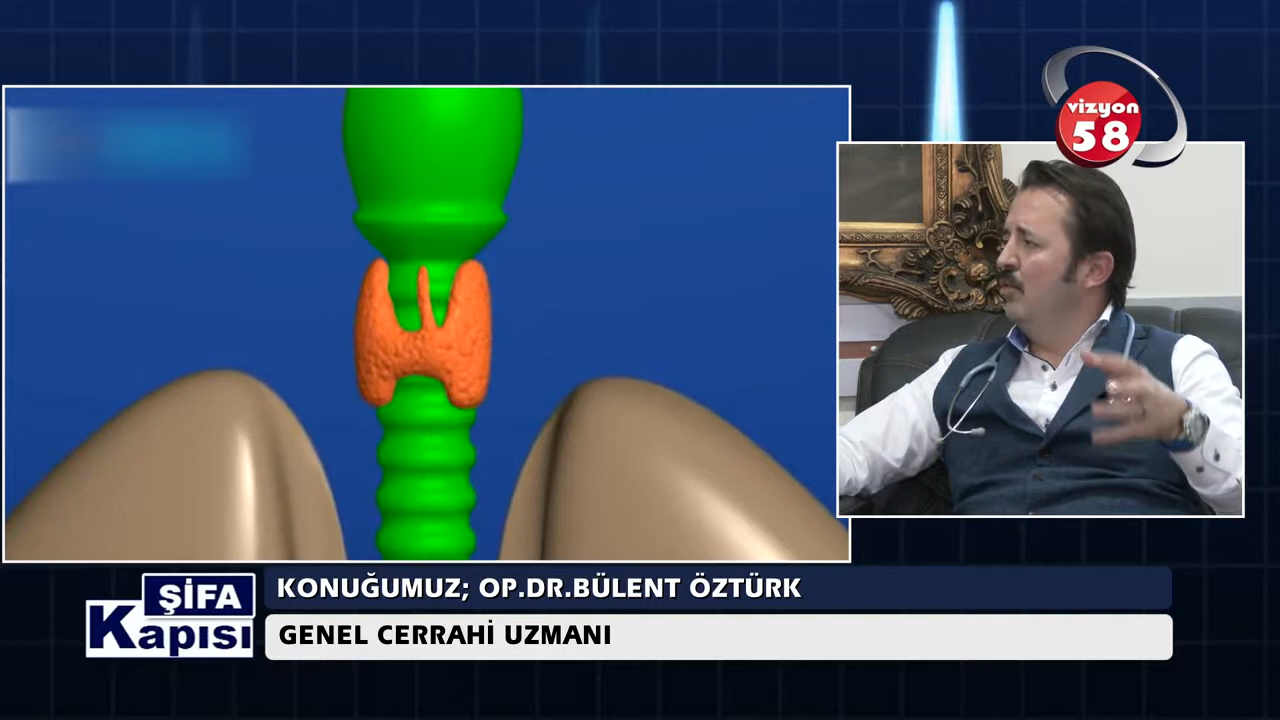 vizyon
58
ŞİFA
Kapısı
KONUĞUMUZ; OP.DR.BÜLENT ÖZTÜRK
GENEL CERRAHİ UZMANI